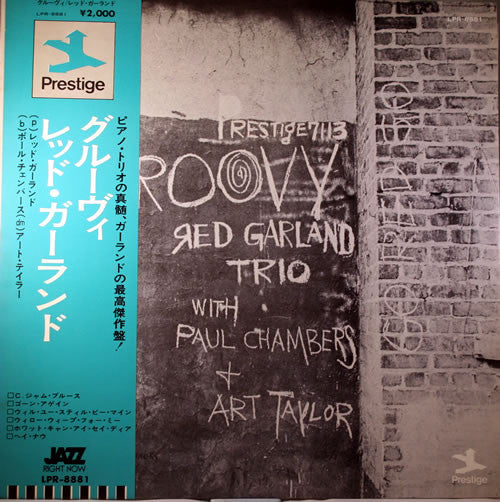 グルーヴィ/レッド・ガーランド
LPR-8881 ¥2,000
Prestige
グルーヴィ
レッド・ガーランド
(p)レッド・ガーランド
(b)ポール・チェンバース(ds)アート・テイラー
ピアノ・トリオの真髄、ガーランドの最高傑作盤!
□C.ジャム・ブルース
□ゴーン・アゲイン
□ウィル・ユー・スティル・ビー・マイン
□ウィロー・ウィープ・フォー・ミー
□ホワット・キャン・アイ・セイ・ディア
□ヘイ・ナウ
JAZZ
RIGHT NOW
LPR-8881
LPR-8881
PRESTIGE 7113
ROOVY
RED GARLAND
TRIO
WITH
PAUL CHAMBERS
+
ART TAYLOR
Prestige